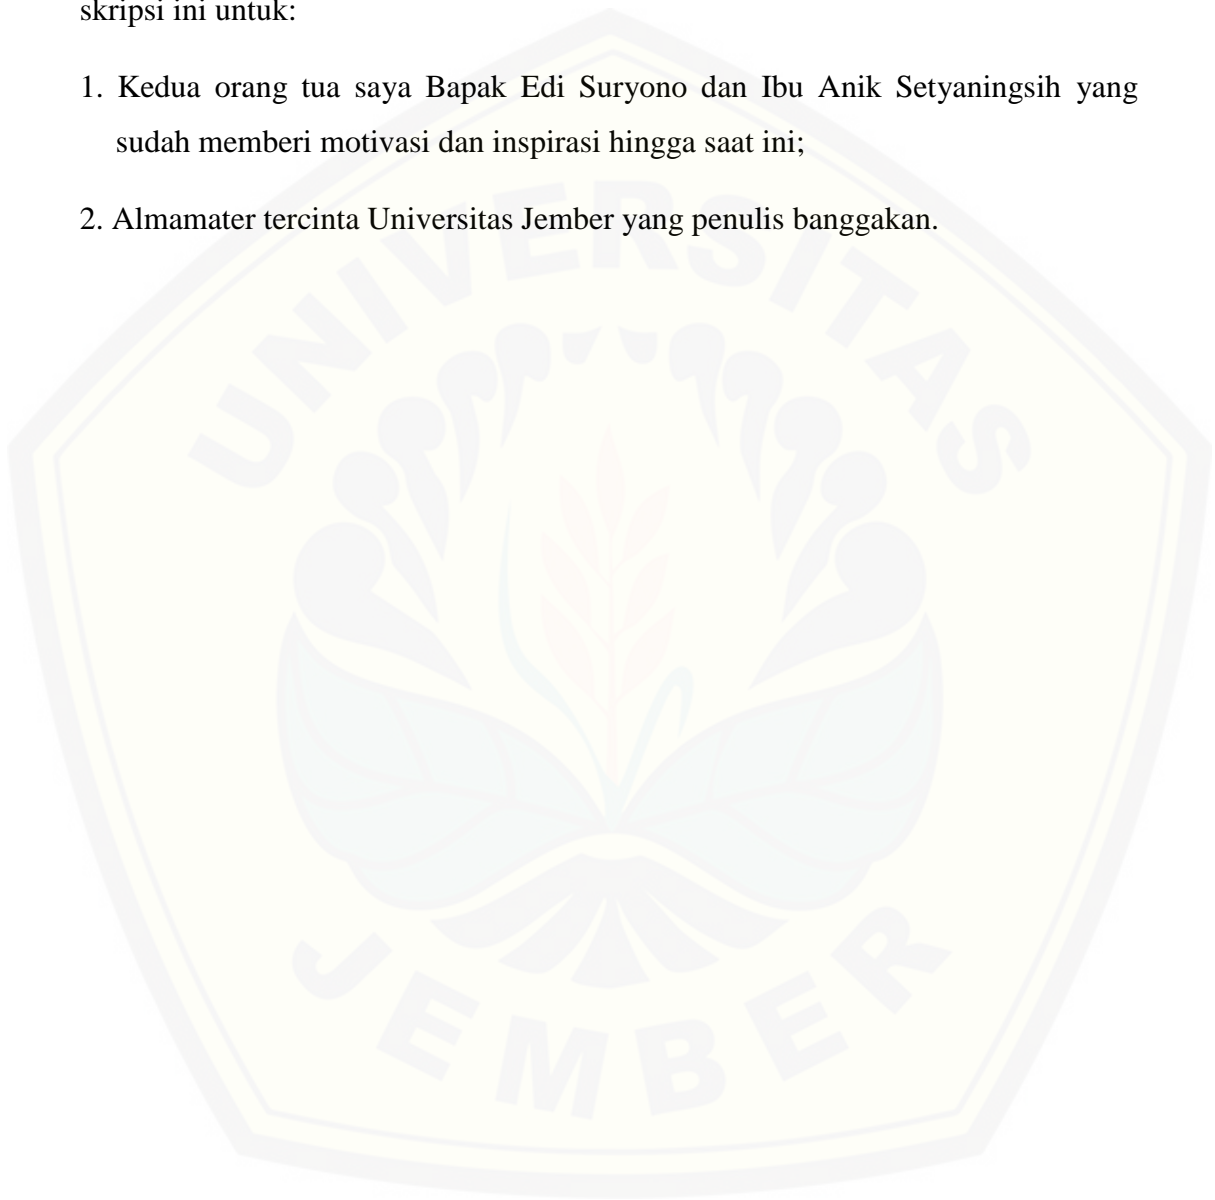 skripsi ini untuk:
1. Kedua orang tua saya Bapak Edi Suryono dan Ibu Anik Setyaningsih yang
sudah memberi motivasi dan inspirasi hingga saat ini;
2. Almamater tercinta Universitas Jember yang penulis banggakan.
UNIVERSITAS
JEMBER